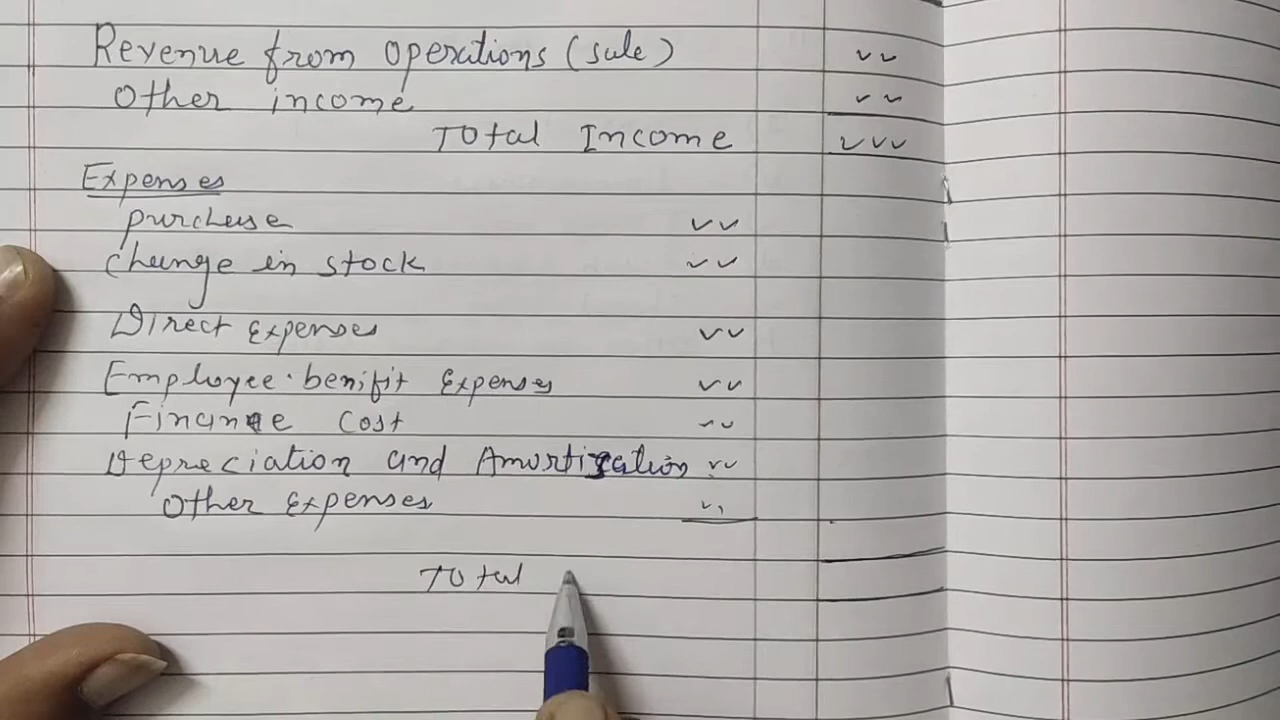 Revenue from operations (sale) ✓✓
Other income ✓✓
Total Income ✓✓✓
Expenses
purchase ✓✓
change in stock ✓✓
Direct Expenses ✓✓
Employee benifit Expenses ✓✓
Finance cost ✓✓
Depreciation and Amortization ✓✓
Other Expenses ✓✓
Total